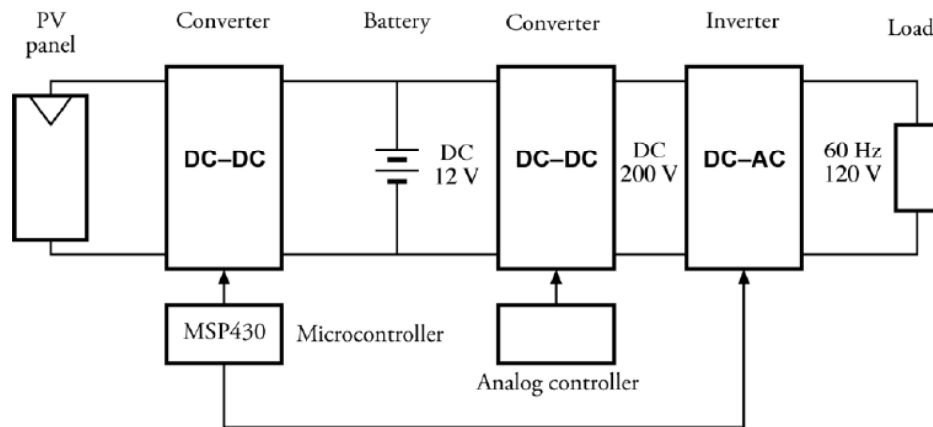 PV
panel
Converter
Battery
Converter
Inverter
Load
DC–DC
DC
12 V
DC–DC
DC
200 V
DC–AC
60 Hz
120 V
MSP430
Microcontroller
Analog controller